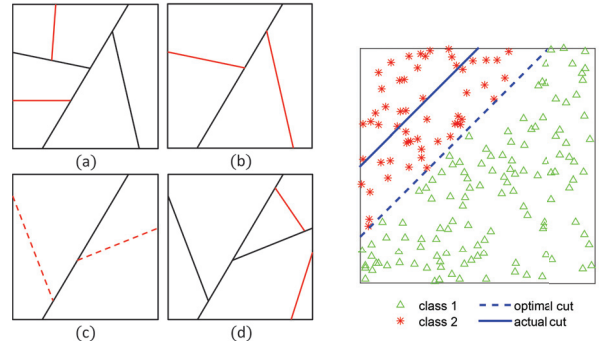 (a)
(b)
(c)
(d)
class 1
optimal cut
class 2
actual cut